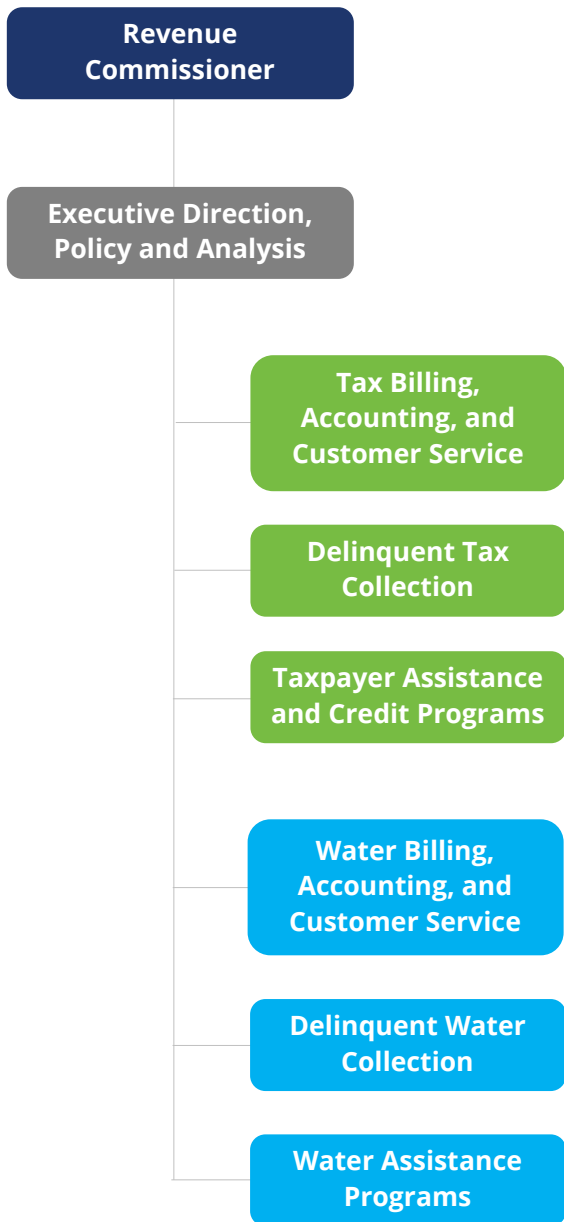 Revenue
Commissioner
Executive Direction,
Policy and Analysis
Tax Billing,
Accounting, and
Customer Service
Delinquent Tax
Collection
Taxpayer Assistance
and Credit Programs
Water Billing,
Accounting, and
Customer Service
Delinquent Water
Collection
Water Assistance
Programs